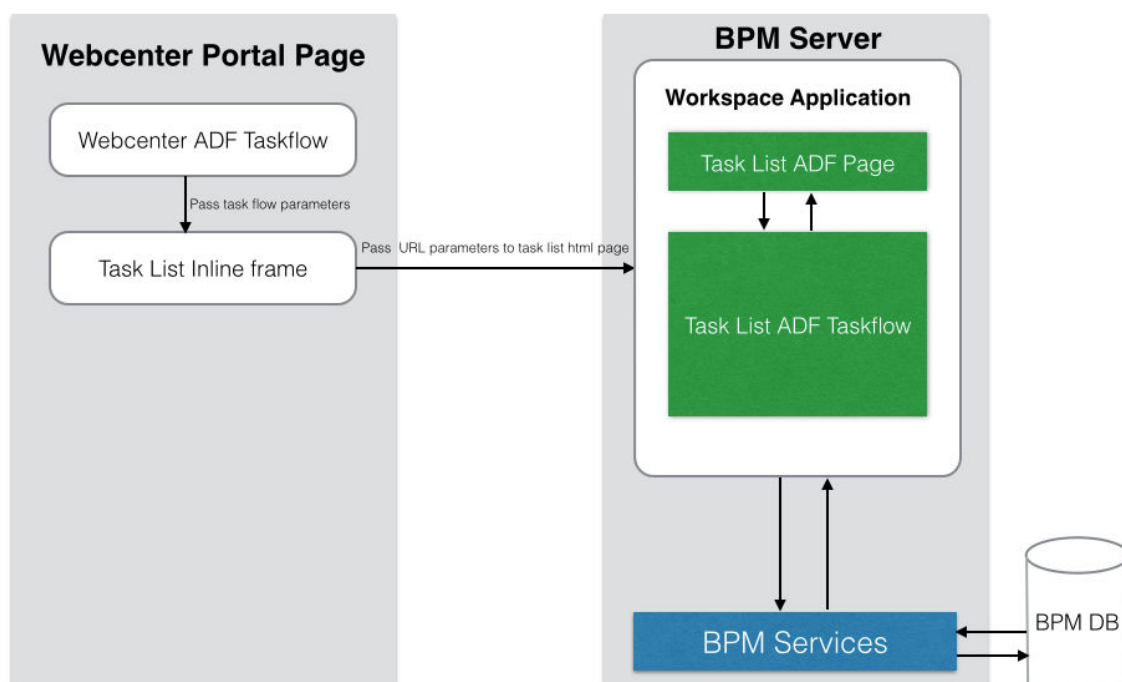 Webcenter Portal Page
Webcenter ADF Taskflow
Pass task flow parameters
Task List Inline frame
Pass URL parameters to task list html page
BPM Server
Workspace Application
Task List ADF Page
Task List ADF Taskflow
BPM Services
BPM DB